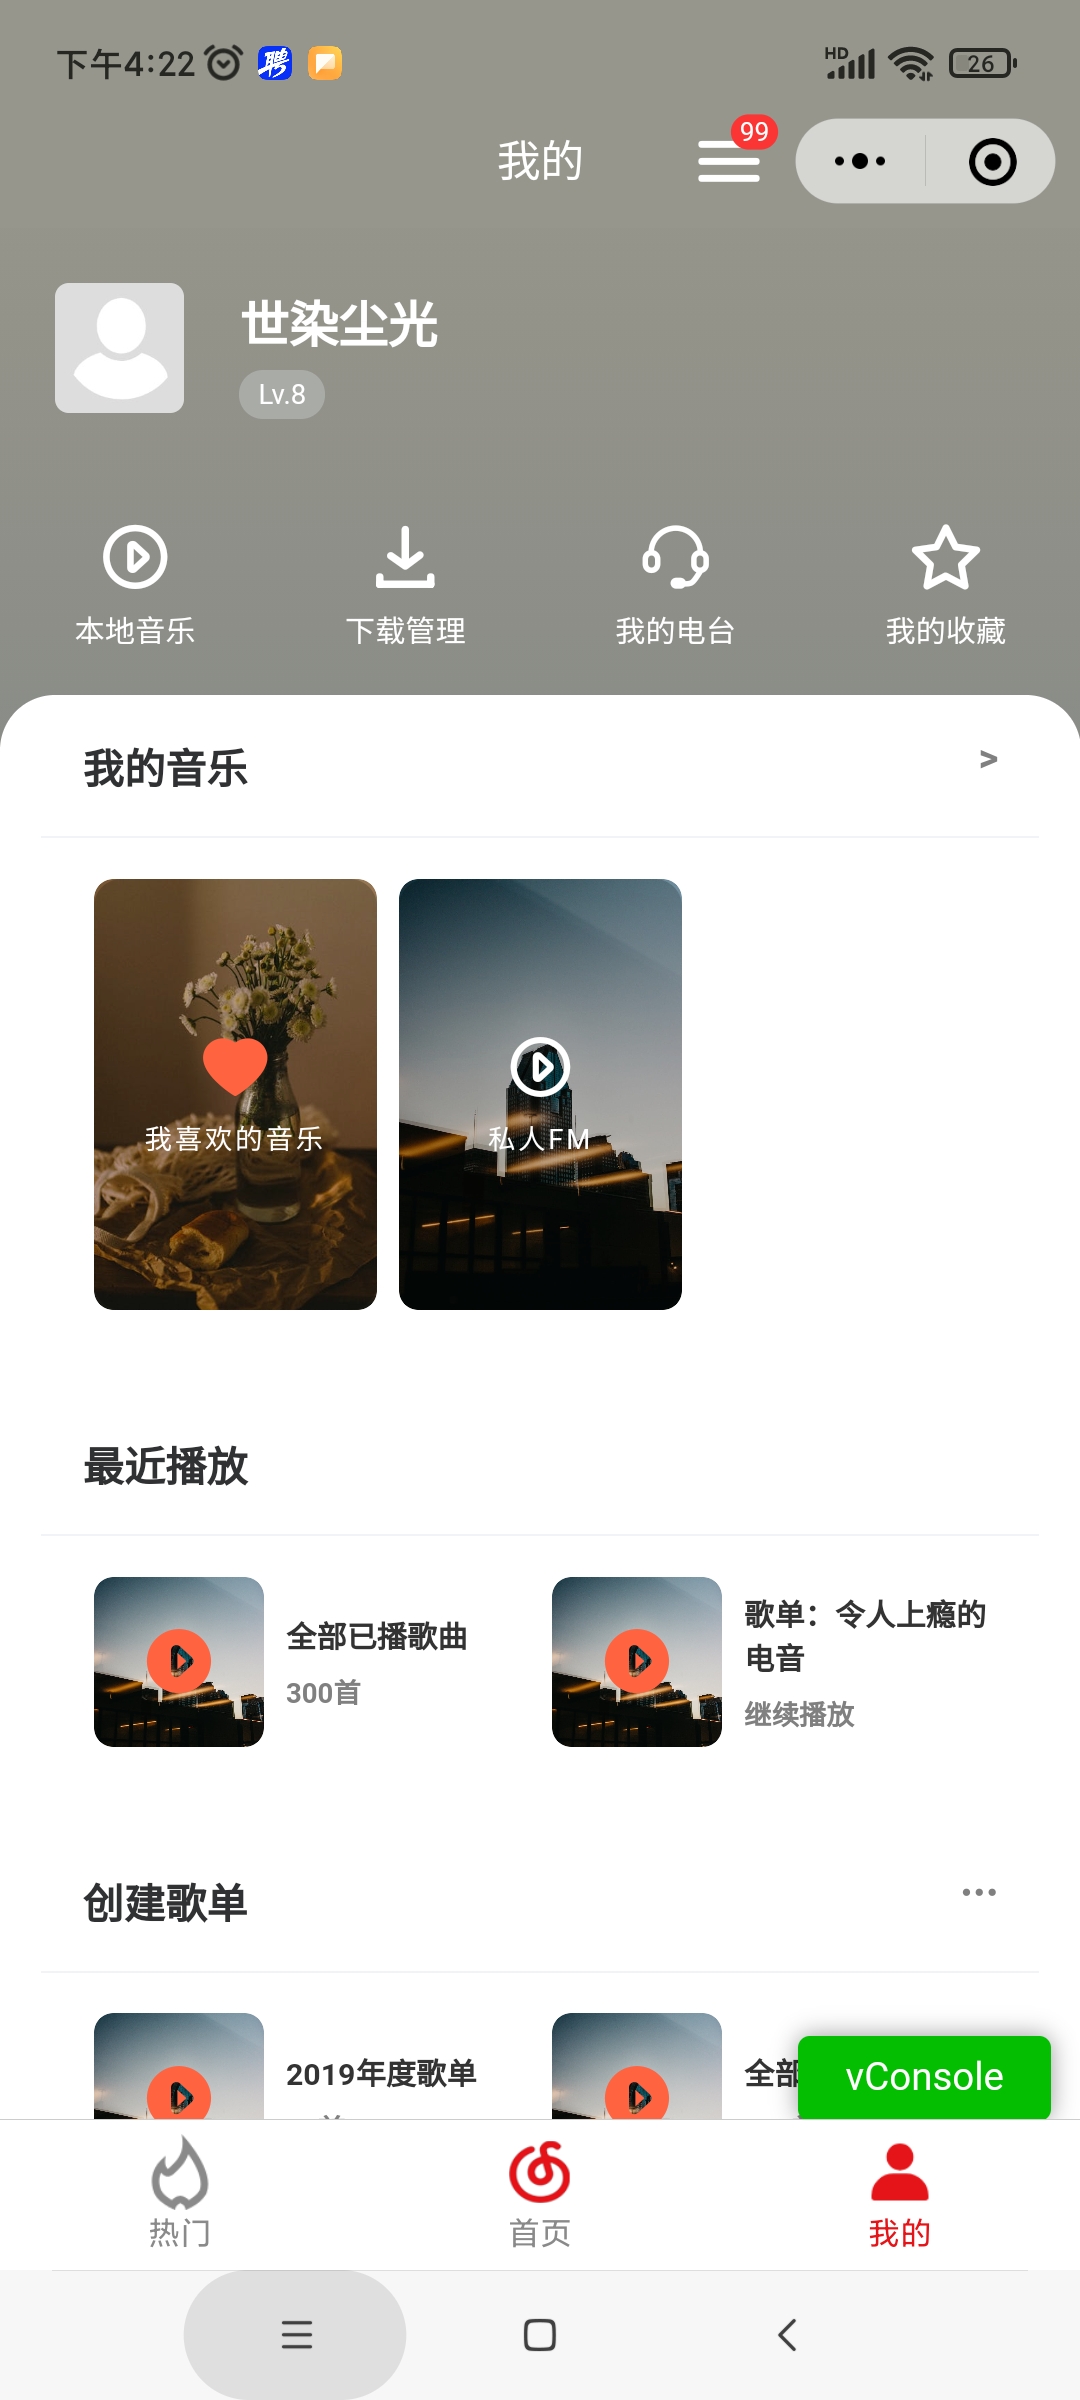 下午4:22
聘
HD
26
我的
99
世染尘光
Lv.8
本地音乐
下载管理
我的电台
我的收藏
我的音乐
>
我喜欢的音乐
私人FM
最近播放
全部已播歌曲
300首
歌单：令人上瘾的
电音
继续播放
创建歌单
2019年度歌单
全部
vConsole
热门
首页
我的